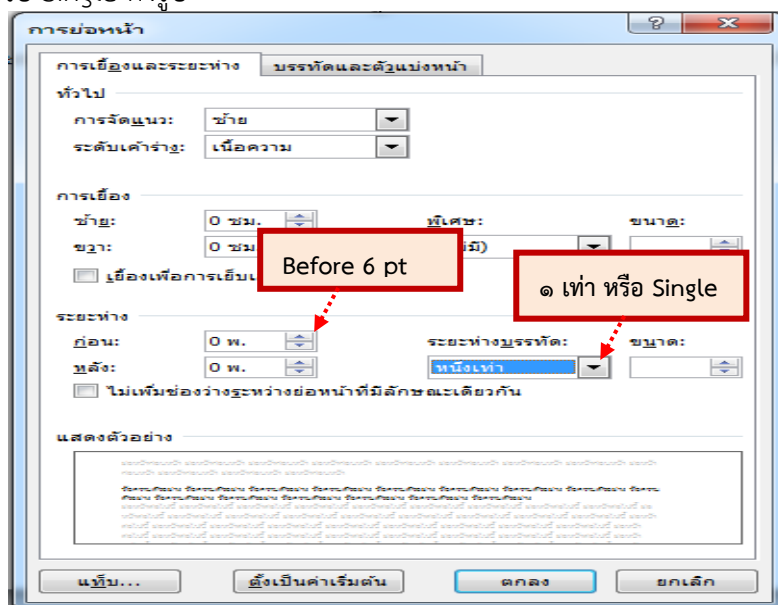 การย่อหน้า
การเยื้องและระยะห่าง
บรรทัดและตัวแบ่งหน้า
ทั่วไป
การจัดแนว: ซ้าย
ระดับเค้าร่าง: เนื้อความ
การเยื้อง
ซ้าย: 0 ซม. พิเศษ: ขนาด:
ขวา: 0 ซม.
Before 6 pt
เยื้องเพื่อการเย็บ
๑ เท่า หรือ Single
ระยะห่าง
ก่อน: 0 พ. ระยะห่างบรรทัด: ขนาด:
หลัง: 0 พ. หนึ่งเท่า
ไม่เพิ่มช่องว่างระหว่างย่อหน้าที่มีลักษณะเดียวกัน
แสดงตัวอย่าง
แท็บ... ตั้งเป็นค่าเริ่มต้น ตกลง ยกเลิก